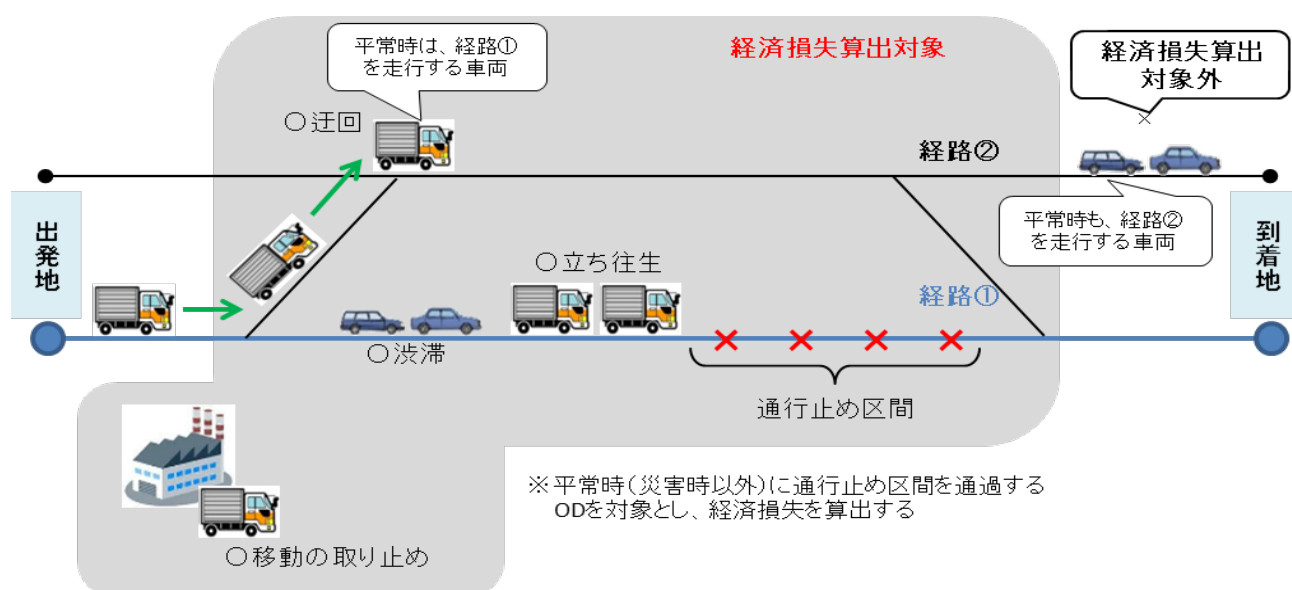 平常時は、経路①
を走行する車両
経済損失算出対象
経済損失算出
対象外
×
〇迂回
経路②
出発地
平常時も、経路②
を走行する車両
到着地
〇立ち往生
経路①
〇渋滞
通行止め区間
※平常時(災害時以外)に通行止め区間を通過する
ODを対象とし、経済損失を算出する
〇移動の取り止め